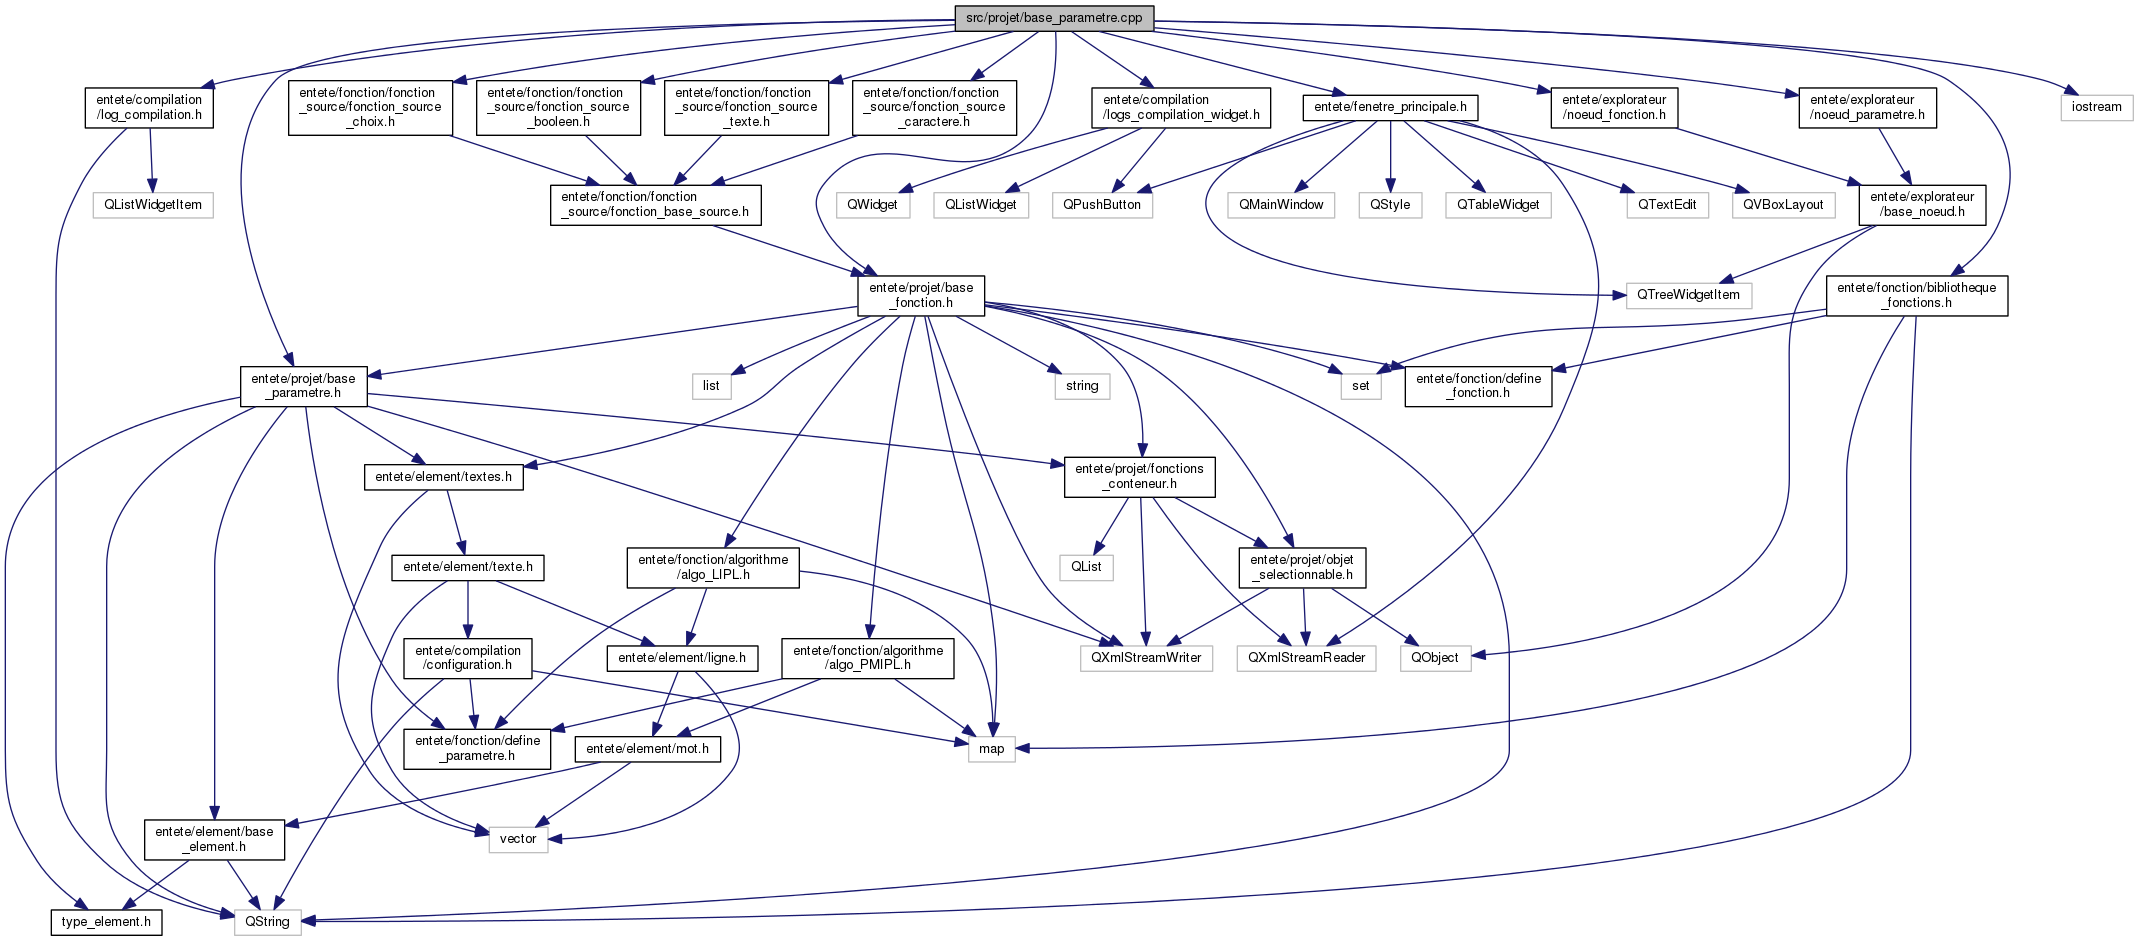 src/projet/base_parametre.cpp
entete/compilation
/log_compilation.h
entete/fonction/fonction
_source/fonction_source
_choix.h
entete/fonction/fonction
_source/fonction_source
_booleen.h
entete/fonction/fonction
_source/fonction_source
_texte.h
entete/fonction/fonction
_source/fonction_source
_caractere.h
entete/compilation
/logs_compilation_widget.h
entete/fenetre_principale.h
entete/explorateur
/noeud_fonction.h
entete/explorateur
/noeud_parametre.h
iostream
QListWidgetItem
entete/fonction/fonction
_source/fonction_base_source.h
QWidget
QListWidget
QPushButton
QMainWindow
QStyle
QTableWidget
QTextEdit
QVBoxLayout
entete/explorateur
/base_noeud.h
entete/projet/base
_fonction.h
QTreeWidgetItem
entete/fonction/bibliotheque
_fonctions.h
entete/projet/base
_parametre.h
list
string
set
entete/fonction/define
_fonction.h
entete/element/textes.h
entete/projet/fonctions
_conteneur.h
entete/element/texte.h
entete/fonction/algorithme
/algo_LIPL.h
QList
entete/projet/objet
_selectionnable.h
entete/compilation
/configuration.h
entete/element/ligne.h
entete/fonction/algorithme
/algo_PMIPL.h
QXmlStreamWriter
QXmlStreamReader
QObject
entete/fonction/define
_parametre.h
entete/element/mot.h
map
entete/element/base
_element.h
vector
type_element.h
QString